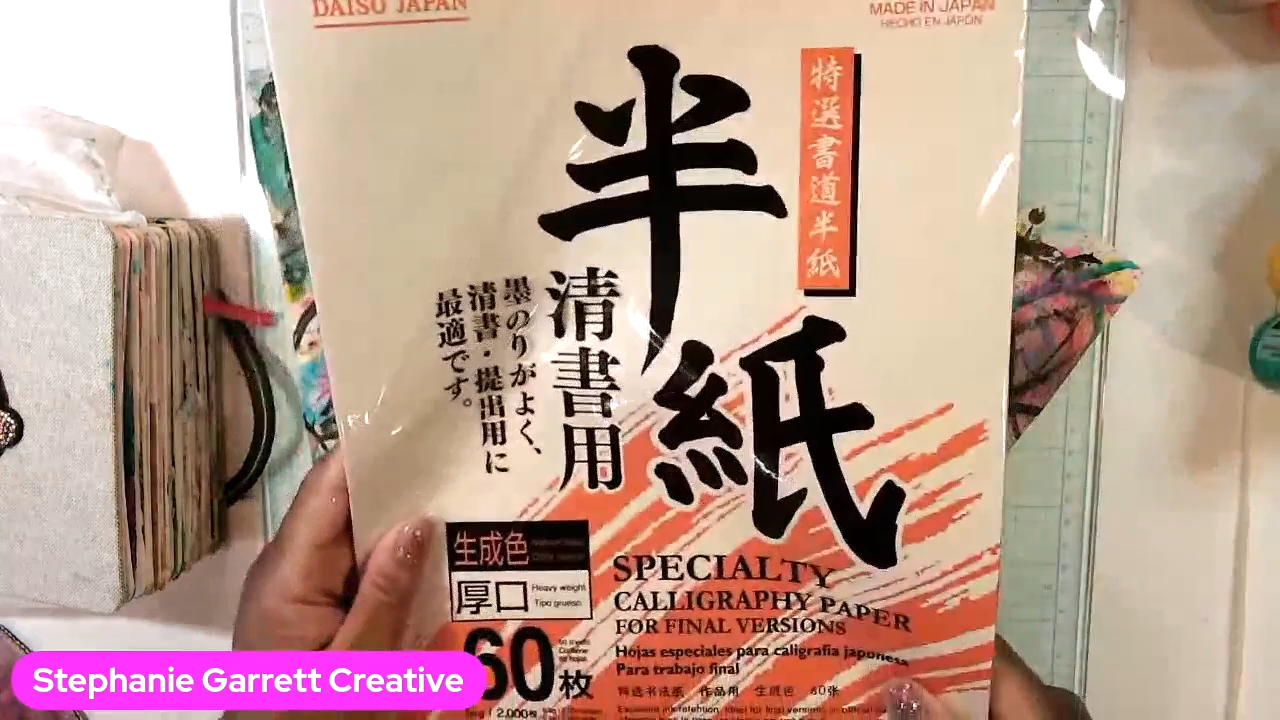 DAISO JAPAN
MADE IN JAPAN
HECHO EN JAPÓN
特選書道半紙
半紙
清書用
墨のりがよく、
清書・提出用に
最適です。
生成色
厚口
Heavy weight
Tipo grueso
60枚
SPECIALTY
CALLIGRAPHY PAPER
FOR FINAL VERSIONS
Hojas especiales para caligrafía japonesa
Para trabajo final
特选书法纸 作品用 生成色 60张
Stephanie Garrett Creative